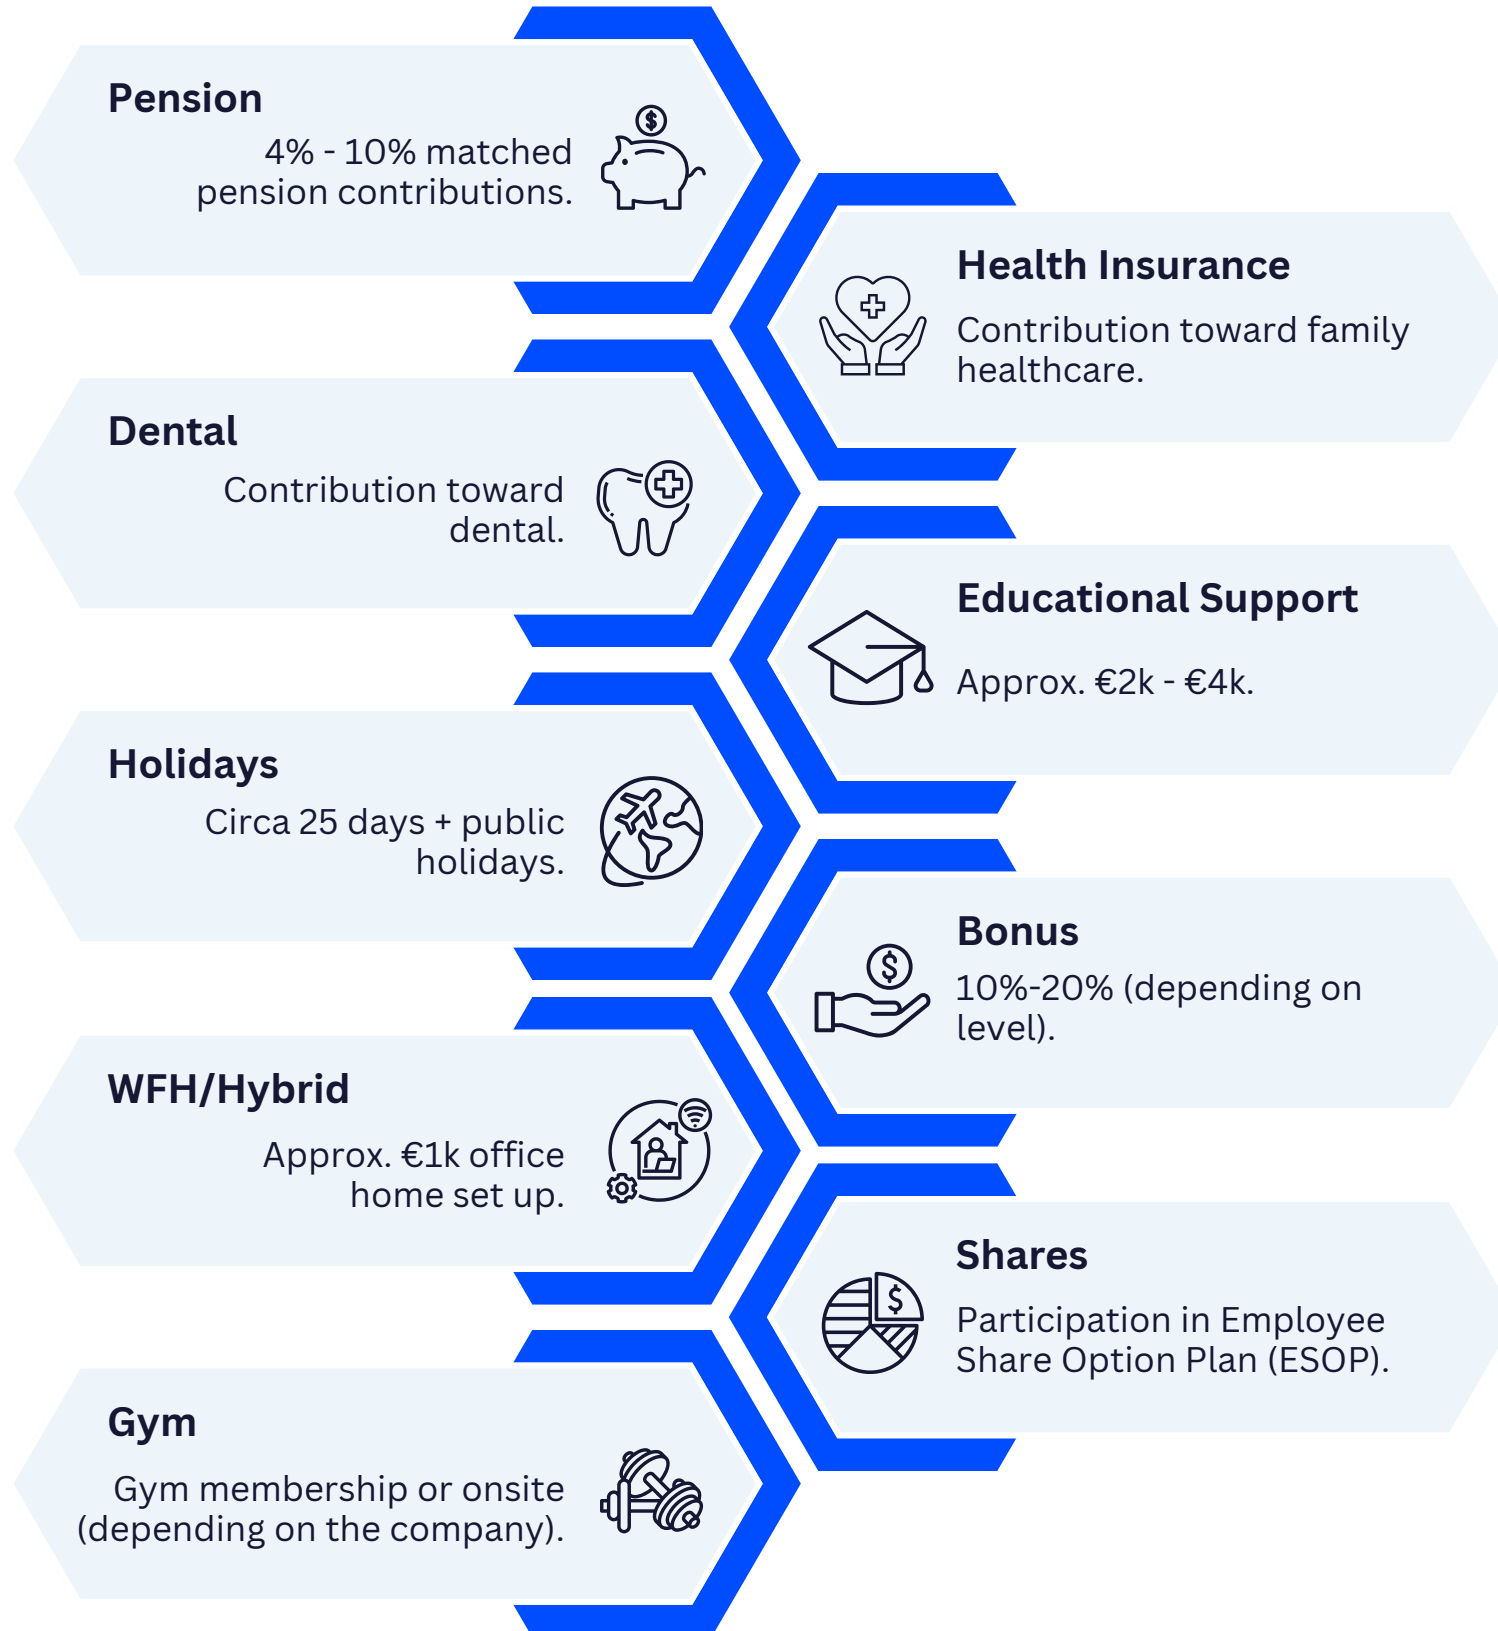 Pension
4% - 10% matched
pension contributions.
Health Insurance
Contribution toward family
healthcare.
Dental
Contribution toward
dental.
Educational Support
Approx. €2k - €4k.
Holidays
Circa 25 days + public
holidays.
Bonus
10%-20% (depending on
level).
WFH/Hybrid
Approx. €1k office
home set up.
Shares
Participation in Employee
Share Option Plan (ESOP).
Gym
Gym membership or onsite
(depending on the company).